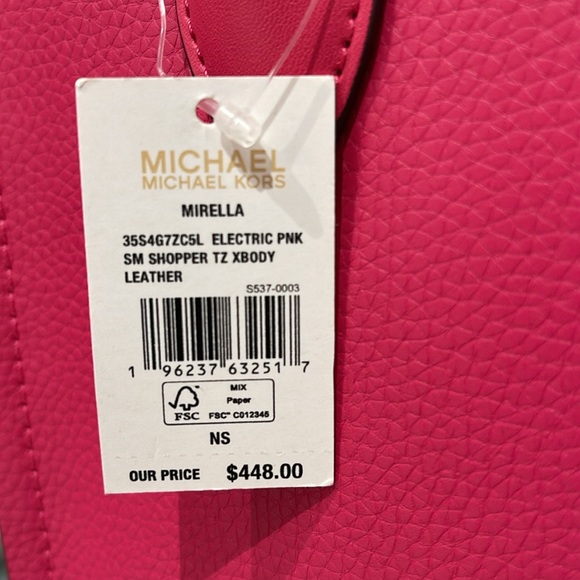 MICHAEL
MICHAEL KORS
MIRELLA
35S4G7ZC5L ELECTRIC PNK
SM SHOPPER TZ XBODY
LEATHER
S537-0003
1 96237 63251 7
MIX
Paper
FSC™ C012345
FSC
NS
OUR PRICE $448.00